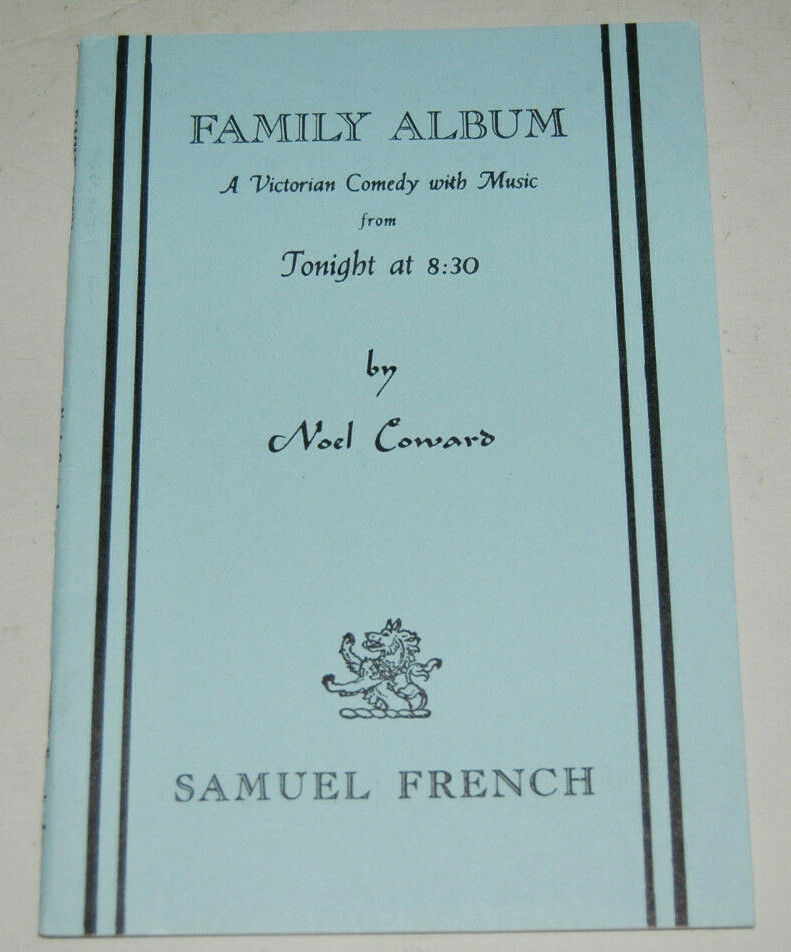 FAMILY ALBUM
A Victorian Comedy with Music
from
Tonight at 8:30
by
Noel Coward
SAMUEL FRENCH